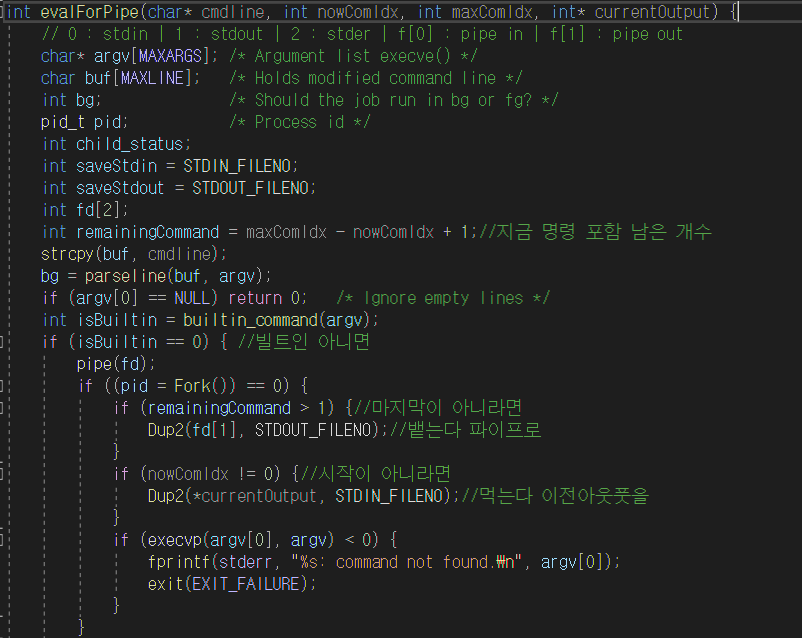 int evalForPipe(char* cmdline, int nowComIdx, int maxComIdx, int* currentOutput) {
// 0 : stdin | 1 : stdout | 2 : stder | f[0] : pipe in | f[1] : pipe out
char* argv[MAXARGS]; /* Argument list execve() */
char buf[MAXLINE]; /* Holds modified command line */
int bg; /* Should the job run in bg or fg? */
pid_t pid; /* Process id */
int child_status;
int saveStdin = STDIN_FILENO;
int saveStdout = STDOUT_FILENO;
int fd[2];
int remainingCommand = maxComIdx - nowComIdx + 1;//지금 명령 포함 남은 개수
strcpy(buf, cmdline);
bg = parseline(buf, argv);
if (argv[0] == NULL) return 0; /* Ignore empty lines */
int isBuiltin = builtin_command(argv);
if (isBuiltin == 0) { //빌트인 아니면
pipe(fd);
if ((pid = Fork()) == 0) {
if (remainingCommand > 1) {//마지막이 아니라면
Dup2(fd[1], STDOUT_FILENO);//뱉는다 파이프로
}
if (nowComIdx != 0) {//시작이 아니라면
Dup2(*currentOutput, STDIN_FILENO);//먹는다 이전아웃풋을
}
if (execvp(argv[0], argv) < 0) {
fprintf(stderr, "%s: command not found.₩n", argv[0]);
exit(EXIT_FAILURE);
}
}